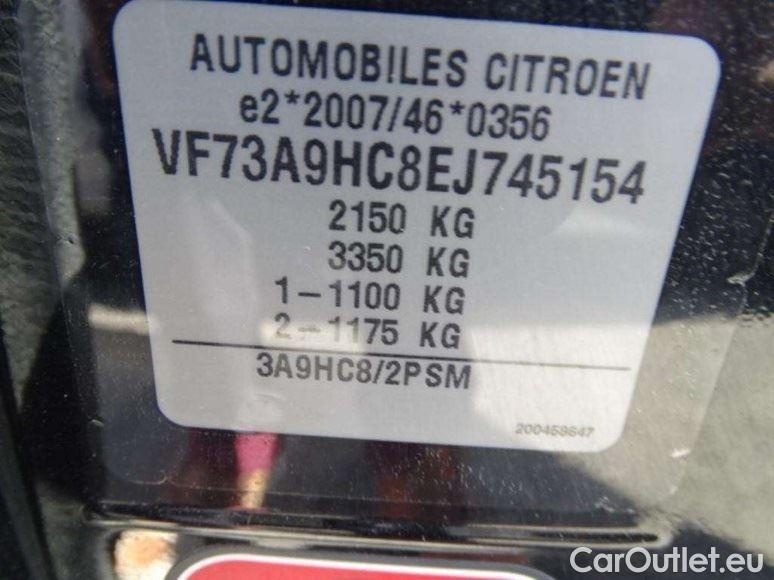 AUTOMOBILES CITROEN
e2*2007/46*0356
VF73A9HC8EJ745154
2150 KG
3350 KG
1-1100 KG
2-1175 KG
3A9HC8/2PSM
200458647
CarOutlet.eu